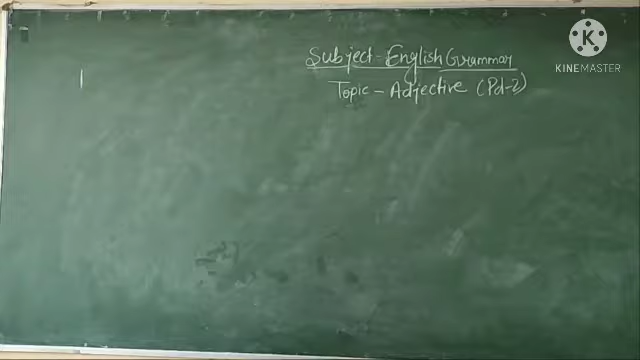 Subject - English Grammar
Topic - Adjective (Pd-2)
K
KINEMASTER